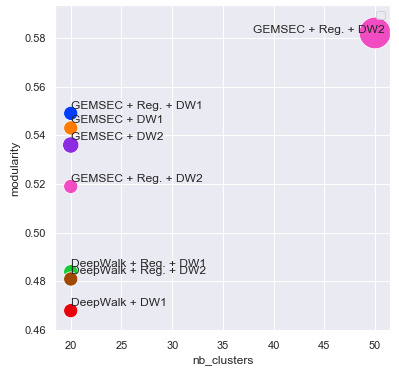 0.58
0.56
0.54
0.52
0.50
0.48
0.46
modularity
GEMSEC + Reg. + DW2
GEMSEC + Reg. + DW1
GEMSEC + DW1
GEMSEC + DW2
GEMSEC + Reg. + DW2
DeepWalk + Reg. + DW1
DeepWalk + Reg. + DW2
DeepWalk + DW1
20 25 30 35 40 45 50
nb_clusters